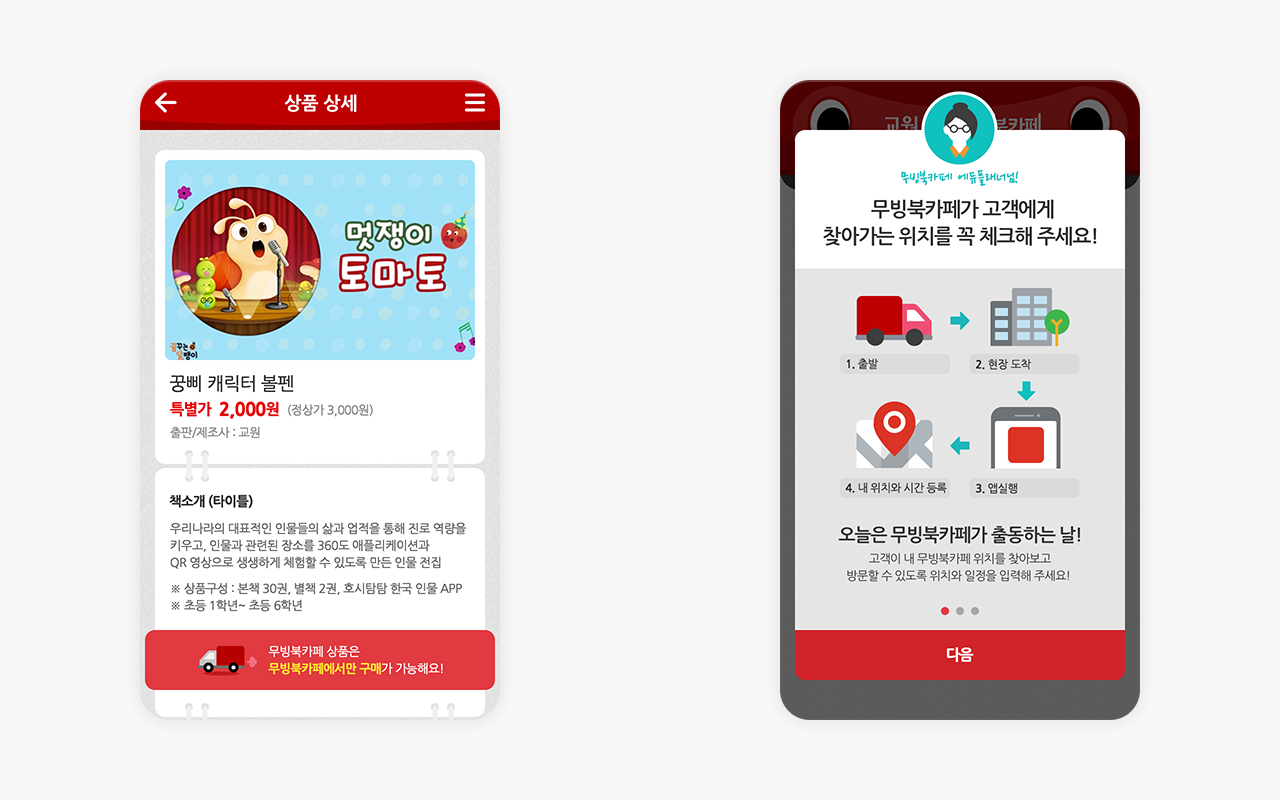 상품 상세
멋쟁이
토마토
꿈꾸는
달팽이
꿍삐 캐릭터 볼펜
특별가 2,000원 (정상가 3,000원)
출판/제조사 : 교원
책소개 (타이틀)
우리나라의 대표적인 인물들의 삶과 업적을 통해 진로 역량을
키우고, 인물과 관련된 장소를 360도 애플리케이션과
QR 영상으로 생생하게 체험할 수 있도록 만든 인물 전집
※ 상품구성 : 본책 30권, 별책 2권, 호시탐탐 한국 인물 APP
※ 초등 1학년~ 초등 6학년
무빙북카페 상품은
무빙북카페에서만 구매가 가능해요!
교원 북카페
무빙북카페 에듀플래너님!
무빙북카페가 고객에게
찾아가는 위치를 꼭 체크해 주세요!
1. 출발
2. 현장 도착
4. 내 위치와 시간 등록
3. 앱실행
오늘은 무빙북카페가 출동하는 날!
고객이 내 무빙북카페 위치를 찾아보고
방문할 수 있도록 위치와 일정을 입력해 주세요!
다음